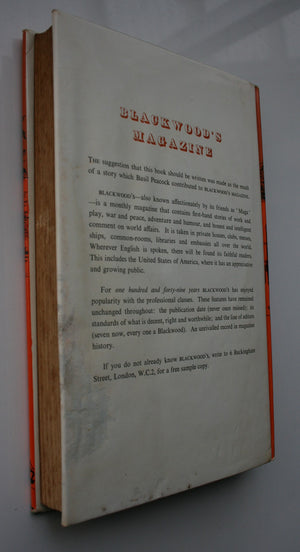 BLACKWOOD'S
MAGAZINE
THE suggestion that this book should be written was made as the result
of a story which Basil Peacock contributed to BLACKWOOD'S MAGAZINE.
BLACKWOOD'S—also known affectionately by its friends as "Maga"
—is a monthly magazine that contains first-hand stories of work and
play, war and peace, adventure and humour, and honest and intelligent
comment on world affairs. It is taken in private houses, clubs, messes,
ships, common-rooms, libraries and embassies all over the world.
Wherever English is spoken, there will be found its faithful readers.
This includes the United States of America, where it has an appreciative
and growing public.
For one hundred and forty-nine years BLACKWOOD'S has enjoyed
popularity with the professional classes. These features have remained
unchanged throughout: the publication date (never once missed); its
standards of what is decent, right and worthwhile; and the line of editors
(seven now, every one a Blackwood). An unrivalled record in magazine
history.
If you do not already know BLACKWOOD'S, write to 6 Buckingham
Street, London, W.C.2, for a free sample copy.